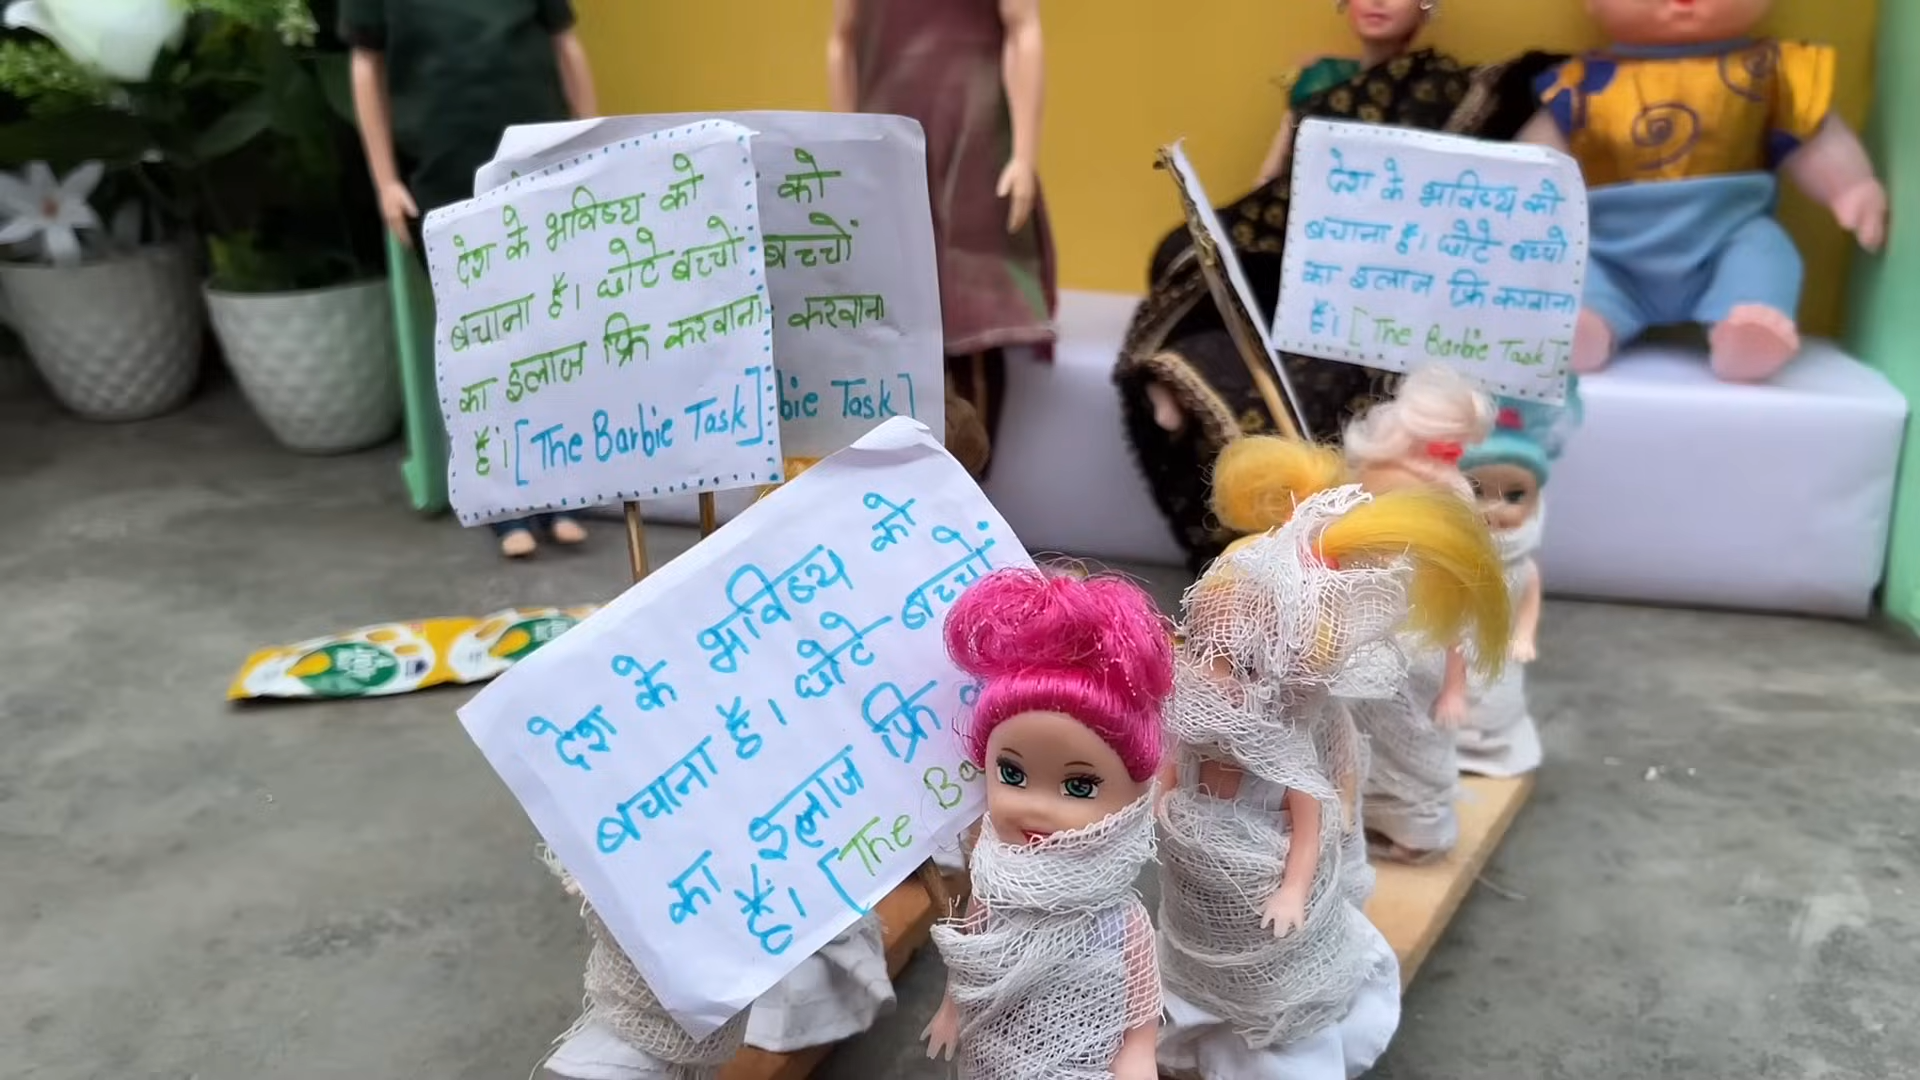 देश के भविष्य को
बचाना है। छोटे बच्चों
का इलाज फ्रि करवाना
है। [The Barbie Task]
को
बच्चों
करवाना
bie Task]
देश के भविष्य को
बचाना है। छोटे बच्चो
का इलाज फ्रि करवाना
है। [The Barbie Task]
देश के भविष्य को
बचाना है। छोटे बच्चों
का इलाज फ्रि
है। [The Ba